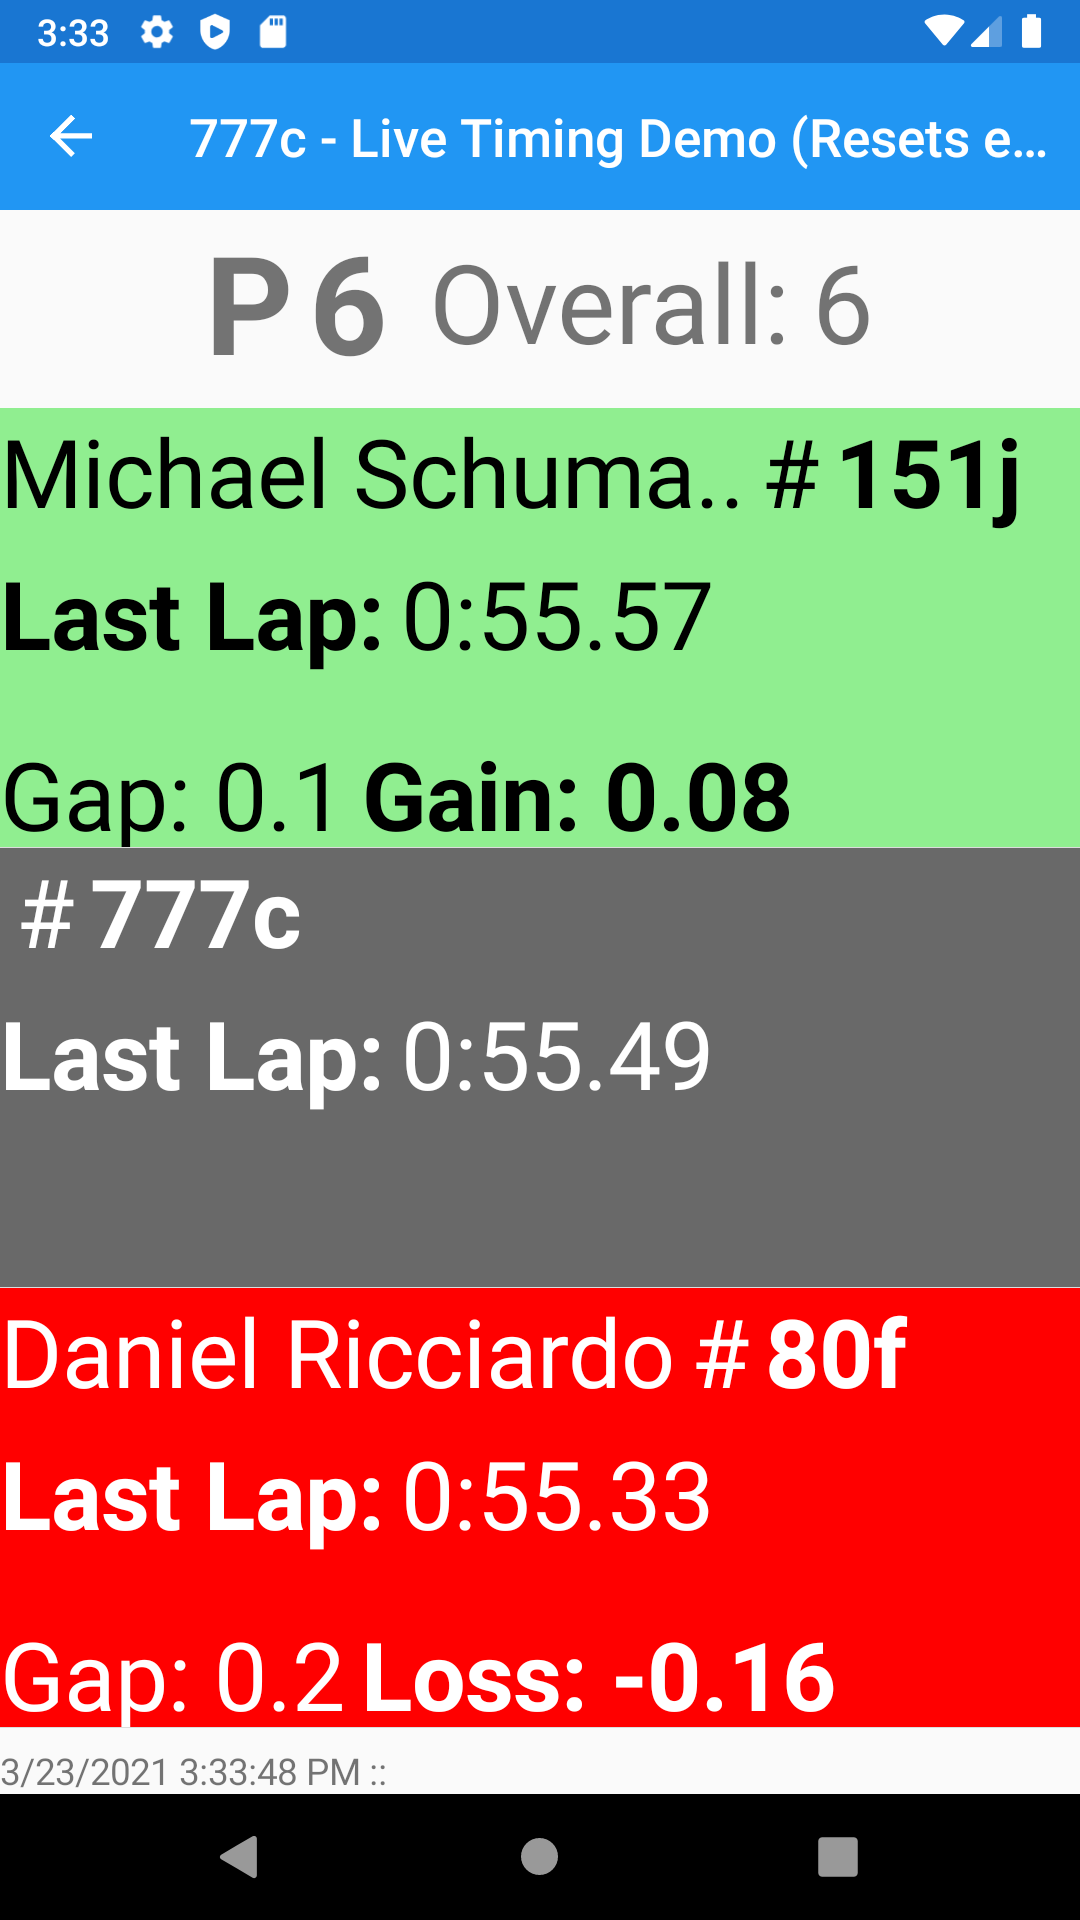 3:33
777c - Live Timing Demo (Resets e...
P 6 Overall: 6
Michael Schuma.. # 151j
Last Lap: 0:55.57
Gap: 0.1 Gain: 0.08
# 777c
Last Lap: 0:55.49
Daniel Ricciardo # 80f
Last Lap: 0:55.33
Gap: 0.2 Loss: -0.16
3/23/2021 3:33:48 PM ::